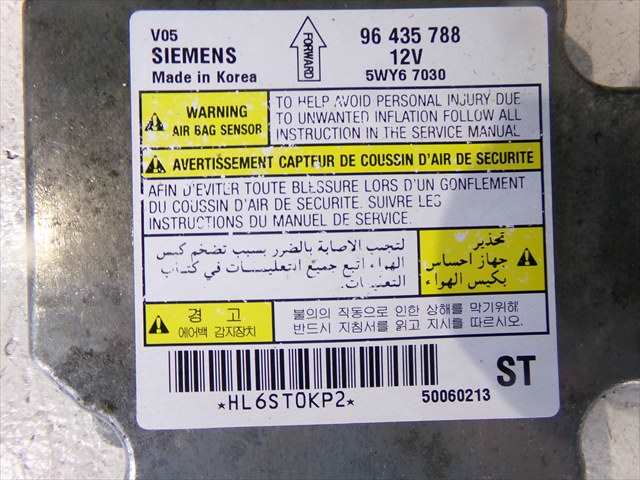 V05
SIEMENS
Made in Korea
FORWARD
96 435 788
12V
5WY6 7030
WARNING
AIR BAG SENSOR
TO HELP AVOID PERSONAL INJURY DUE
TO UNWANTED INFLATION FOLLOW ALL
INSTRUCTION IN THE SERVICE MANUAL
AVERTISSEMENT CAPTEUR DE COUSSIN D'AIR DE SECURITE
AFIN D'EVITER TOUTE BLESSURE LORS D'UN GONFLEMENT
DU COUSSIN D'AIR DE SECURITE. SUIVRE LES
INSTRUCTIONS DU MANUEL DE SERVICE.
لتجيب الاصابة بالضرر بسبب تضخم كيس
الهواء اتبع جميع التعليمات في كتاب
التعليمات.
تحذير
جهاز احساس
بكيس الهواء
경 고
에어백 감지장치
불의의 작동으로 인한 상해를 막기위해
반드시 지침서를 읽고 지시를 따르시오.
*HL6ST0KP2*
50060213
ST